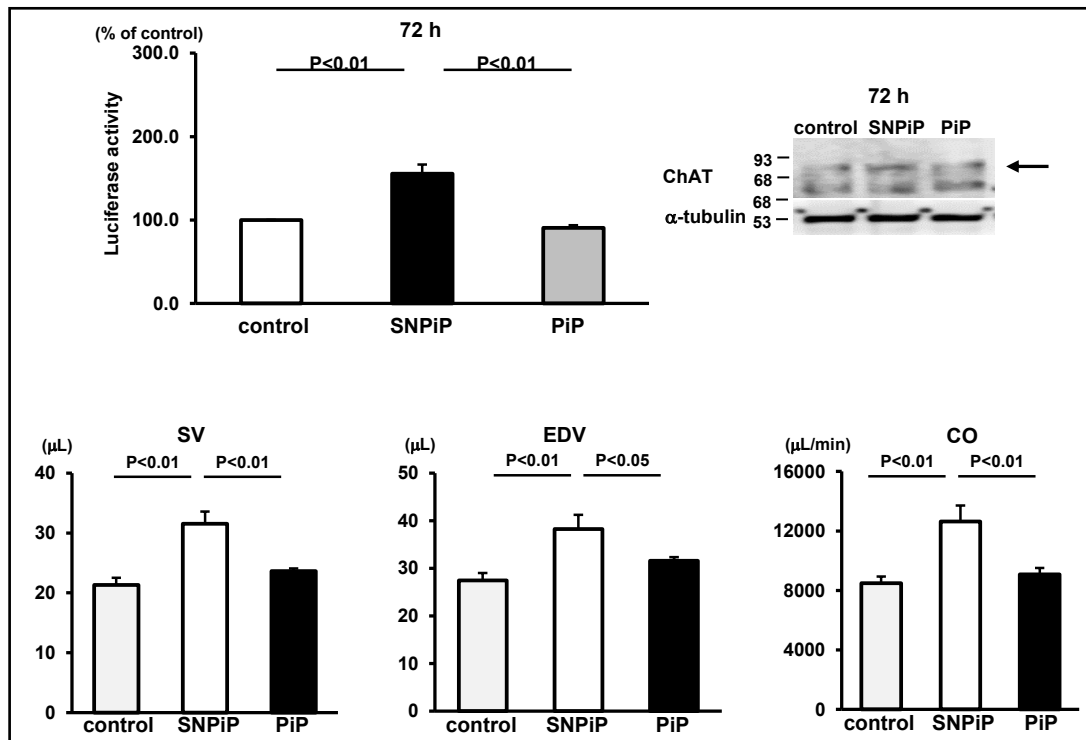 (% of control)
72 h
300.0
200.0
100.0
0.0
Luciferase activity
P<0.01
P<0.01
control
SNPiP
PiP
72 h
control SNPiP PiP
ChAT
93
68
68
α-tubulin
53
SV
(μL)
P<0.01
P<0.01
40
30
20
10
0
control SNPiP PiP
EDV
(μL)
P<0.01
P<0.05
50
40
30
20
10
0
control SNPiP PiP
CO
(μL/min)
P<0.01
P<0.01
16000
12000
8000
4000
0
control SNPiP PiP